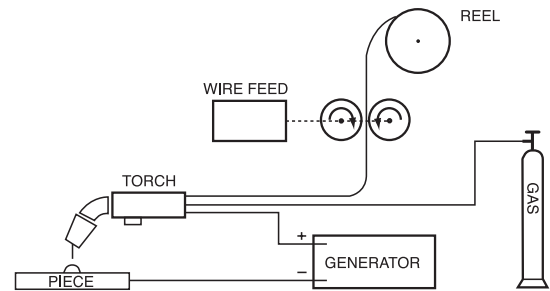 REEL
WIRE FEED
TORCH
GAS
+
GENERATOR
−
PIECE